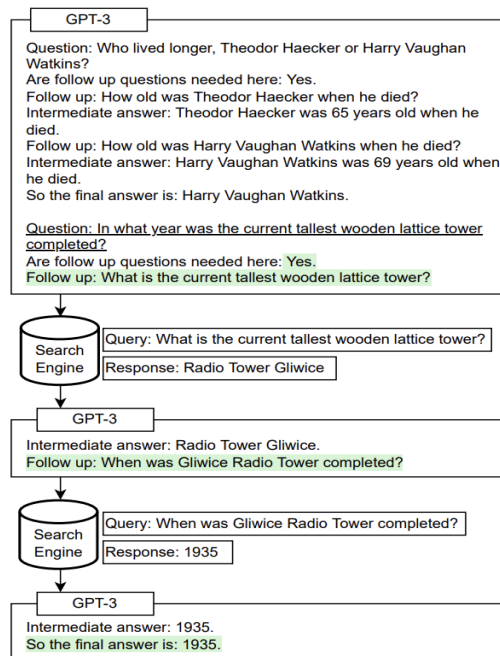 GPT-3
Question: Who lived longer, Theodor Haecker or Harry Vaughan
Watkins?
Are follow up questions needed here: Yes.
Follow up: How old was Theodor Haecker when he died?
Intermediate answer: Theodor Haecker was 65 years old when he
died.
Follow up: How old was Harry Vaughan Watkins when he died?
Intermediate answer: Harry Vaughan Watkins was 69 years old when
he died.
So the final answer is: Harry Vaughan Watkins.
Question: In what year was the current tallest wooden lattice tower
completed?
Are follow up questions needed here: Yes.
Follow up: What is the current tallest wooden lattice tower?
Search
Engine
Query: What is the current tallest wooden lattice tower?
Response: Radio Tower Gliwice
GPT-3
Intermediate answer: Radio Tower Gliwice.
Follow up: When was Gliwice Radio Tower completed?
Search
Engine
Query: When was Gliwice Radio Tower completed?
Response: 1935
GPT-3
Intermediate answer: 1935.
So the final answer is: 1935.